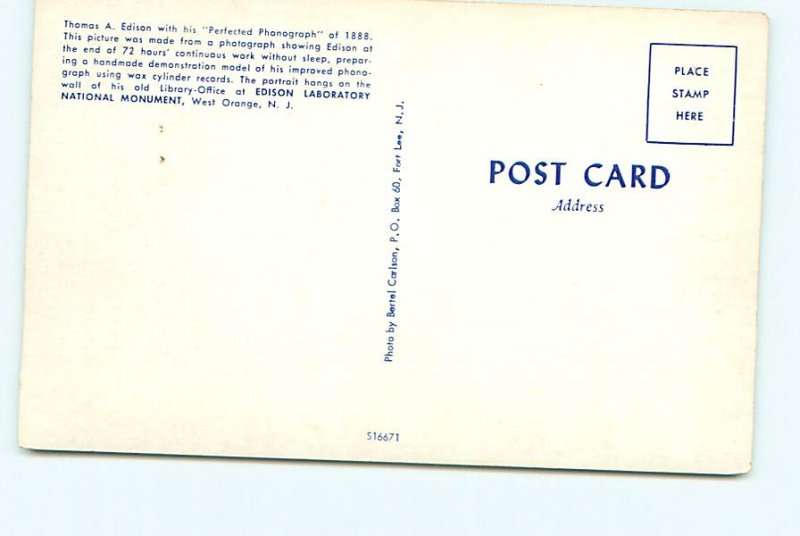 Thomas A. Edison with his "Perfected Phonograph" of 1888.
This picture was made from a photograph showing Edison at
the end of 72 hours' continuous work without sleep, prepar-
ing a handmade demonstration model of his improved phono-
graph using wax cylinder records. The portrait hangs on the
wall of his old Library-Office at EDISON LABORATORY
NATIONAL MONUMENT, West Orange, N. J.
PLACE
STAMP
HERE
POST CARD
Address
Photo by Bertel Carlson, P.O. Box 60, Fort Lee, N.J.
S16671